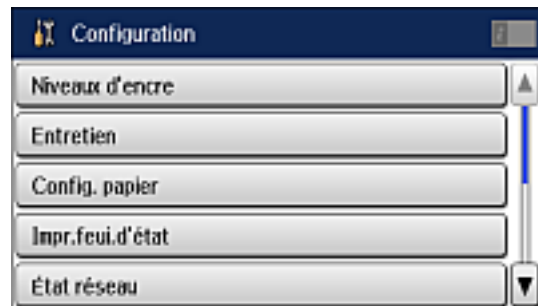 Configuration
Niveaux d'encre
Entretien
Config. papier
Impr.feui.d'état
État réseau